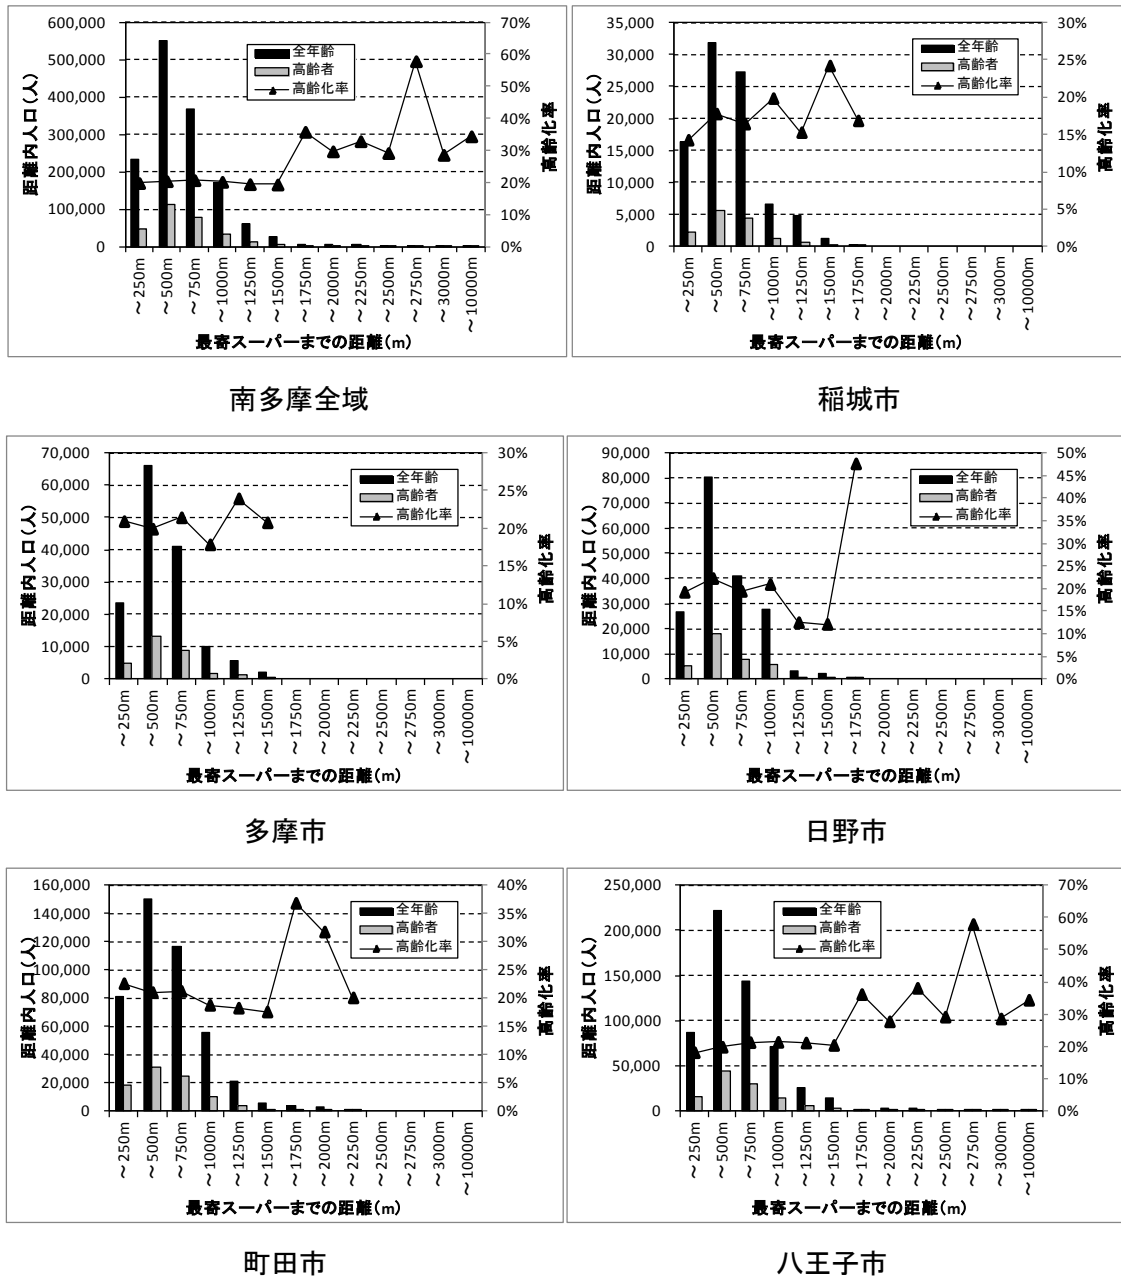 600,000
500,000
400,000
300,000
200,000
100,000
0
距離内人口(人)
全年齢
高齢者
高齢化率
70%
60%
50%
40%
30%
20%
10%
0%
高齢化率
～250m
～500m
～750m
～1000m
～1250m
～1500m
～1750m
～2000m
～2250m
～2500m
～2750m
～3000m
～10000m
最寄スーパーまでの距離(m)
南多摩全域
35,000
30,000
25,000
20,000
15,000
10,000
5,000
0
距離内人口(人)
全年齢
高齢者
高齢化率
30%
25%
20%
15%
10%
5%
0%
高齢化率
～250m
～500m
～750m
～1000m
～1250m
～1500m
～1750m
～2000m
～2250m
～2500m
～2750m
～3000m
～10000m
最寄スーパーまでの距離(m)
稲城市
70,000
60,000
50,000
40,000
30,000
20,000
10,000
0
距離内人口(人)
全年齢
高齢者
高齢化率
30%
25%
20%
15%
10%
5%
0%
高齢化率
～250m
～500m
～750m
～1000m
～1250m
～1500m
～1750m
～2000m
～2250m
～2500m
～2750m
～3000m
～10000m
最寄スーパーまでの距離(m)
多摩市
90,000
80,000
70,000
60,000
50,000
40,000
30,000
20,000
10,000
0
距離内人口(人)
全年齢
高齢者
高齢化率
50%
45%
40%
35%
30%
25%
20%
15%
10%
5%
0%
高齢化率
～250m
～500m
～750m
～1000m
～1250m
～1500m
～1750m
～2000m
～2250m
～2500m
～2750m
～3000m
～10000m
最寄スーパーまでの距離(m)
日野市
160,000
140,000
120,000
100,000
80,000
60,000
40,000
20,000
0
距離内人口(人)
全年齢
高齢者
高齢化率
40%
35%
30%
25%
20%
15%
10%
5%
0%
高齢化率
～250m
～500m
～750m
～1000m
～1250m
～1500m
～1750m
～2000m
～2250m
～2500m
～2750m
～3000m
～10000m
最寄スーパーまでの距離(m)
町田市
250,000
200,000
150,000
100,000
50,000
0
距離内人口(人)
全年齢
高齢者
高齢化率
70%
60%
50%
40%
30%
20%
10%
0%
高齢化率
～250m
～500m
～750m
～1000m
～1250m
～1500m
～1750m
～2000m
～2250m
～2500m
～2750m
～3000m
～10000m
最寄スーパーまでの距離(m)
八王子市